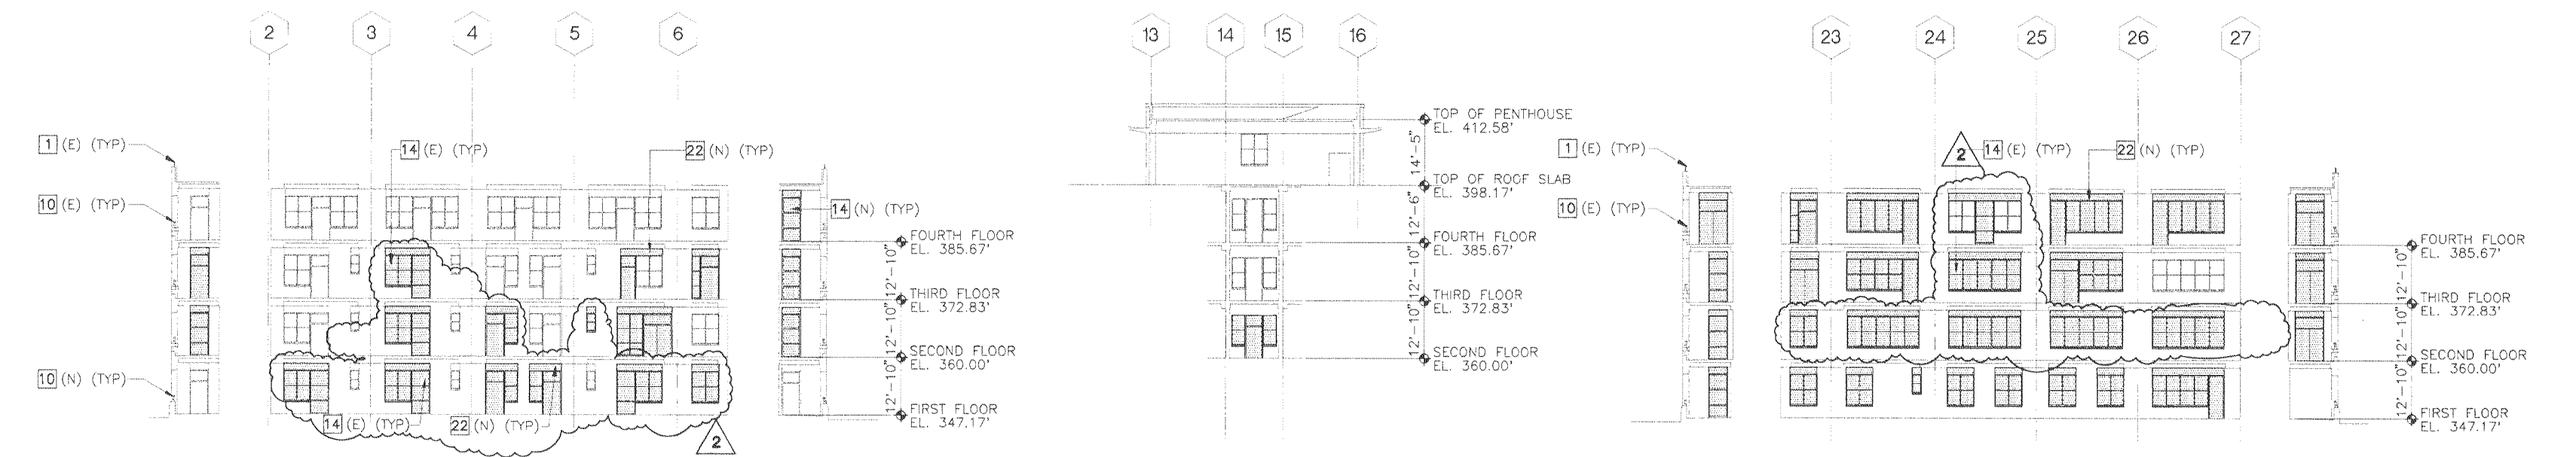 2 3 4 5 6
1 (E) (TYP)
10 (E) (TYP)
10 (N) (TYP)
14 (E) (TYP)
22 (N) (TYP)
14 (E) (TYP)
22 (N) (TYP)
2
14 (N) (TYP)
FOURTH FLOOR
EL. 385.67'
12'-10"
THIRD FLOOR
EL. 372.83'
12'-10"
SECOND FLOOR
EL. 360.00'
12'-10"
FIRST FLOOR
EL. 347.17'
13 14 15 16
TOP OF PENTHOUSE
EL. 412.58'
14'-5"
TOP OF ROOF SLAB
EL. 398.17'
12'-6"
FOURTH FLOOR
EL. 385.67'
12'-10"
THIRD FLOOR
EL. 372.83'
12'-10"
SECOND FLOOR
EL. 360.00'
23 24 25 26 27
1 (E) (TYP)
10 (E) (TYP)
2
14 (E) (TYP)
22 (N) (TYP)
FOURTH FLOOR
EL. 385.67'
12'-10"
THIRD FLOOR
EL. 372.83'
12'-10"
SECOND FLOOR
EL. 360.00'
12'-10"
FIRST FLOOR
EL. 347.17'